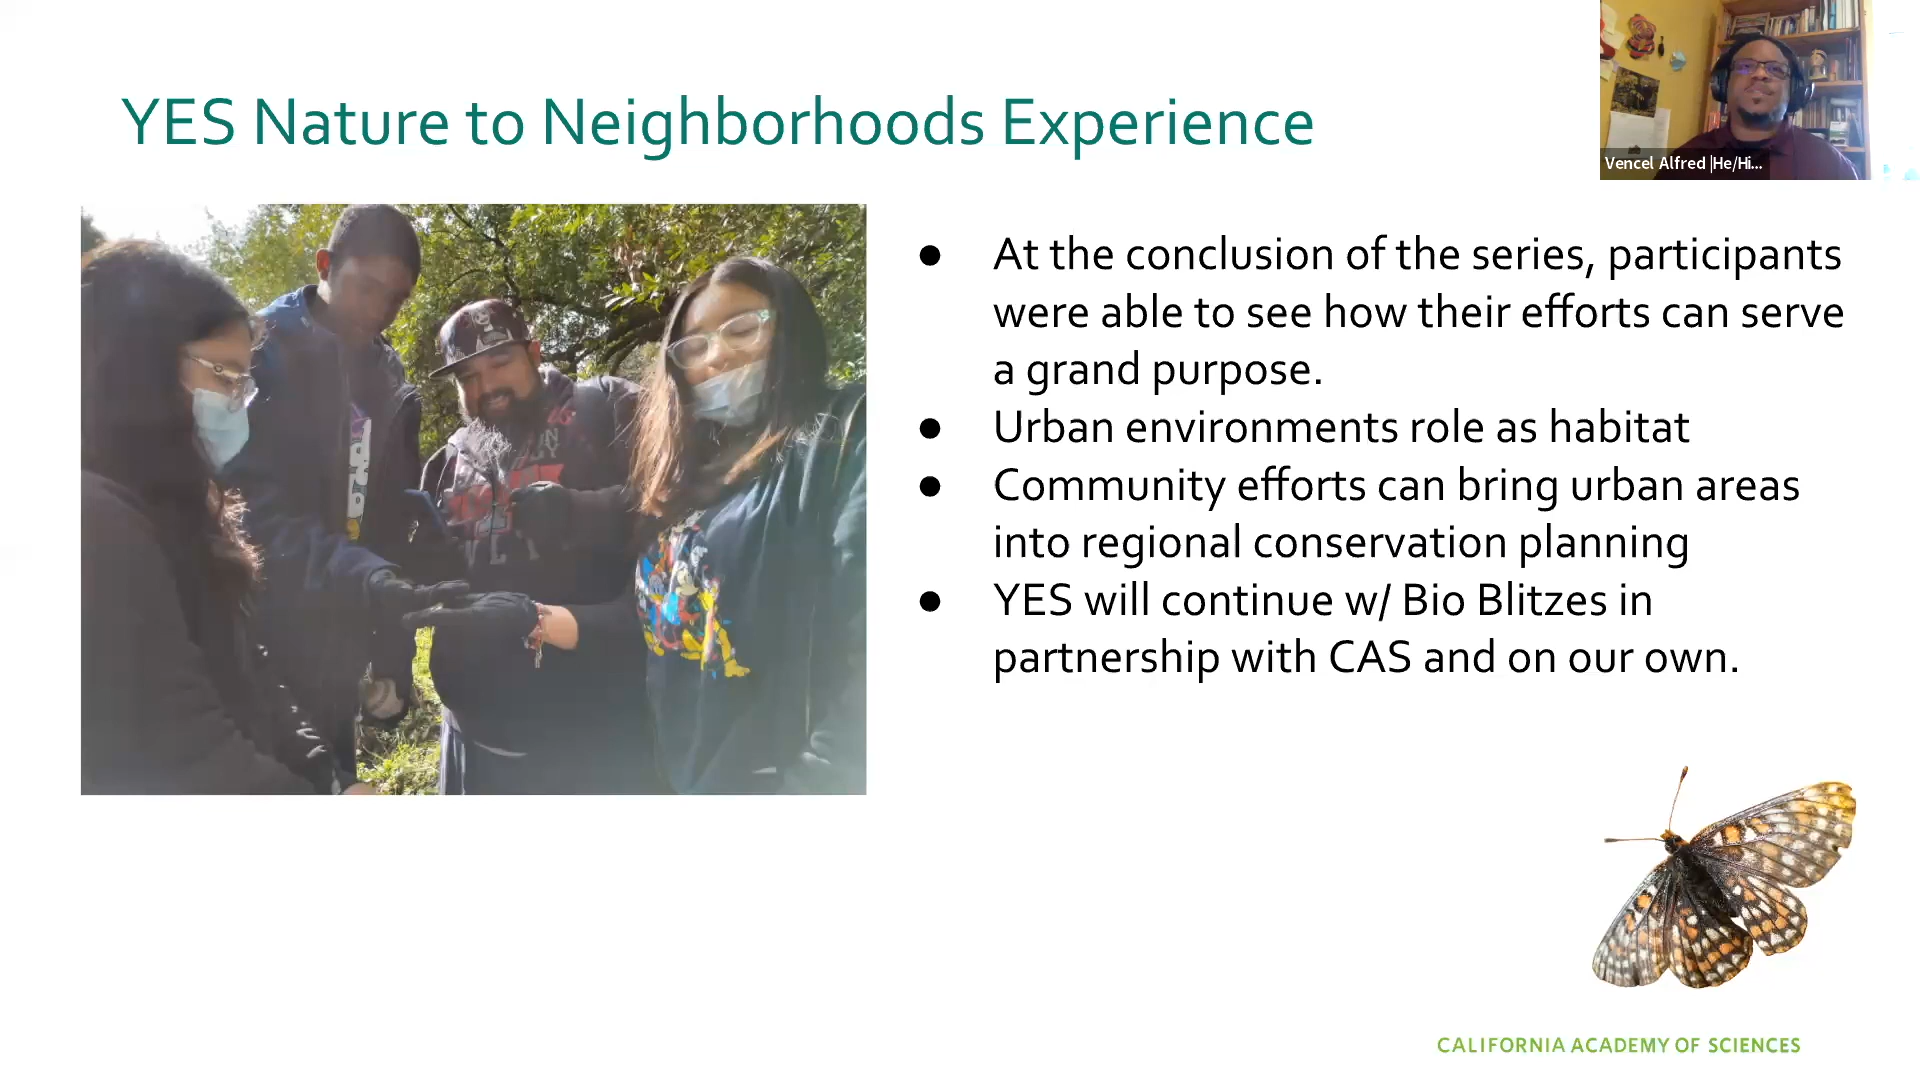 YES Nature to Neighborhoods Experience
Vencel Alfred |He/Hi...
● At the conclusion of the series, participants
were able to see how their efforts can serve
a grand purpose.
● Urban environments role as habitat
● Community efforts can bring urban areas
into regional conservation planning
● YES will continue w/ Bio Blitzes in
partnership with CAS and on our own.
CALIFORNIA ACADEMY OF SCIENCES